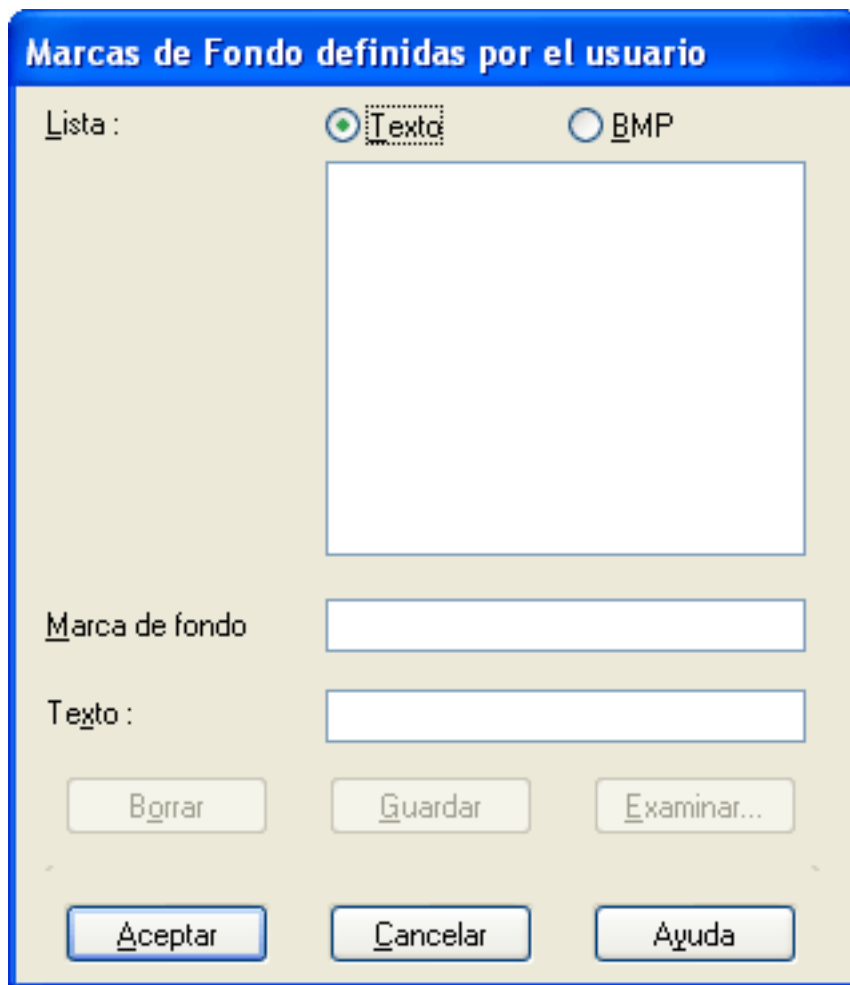 Marcas de Fondo definidas por el usuario
Lista :
Texto
BMP
Marca de fondo
Texto :
Borrar
Guardar
Examinar...
Aceptar
Cancelar
Ayuda